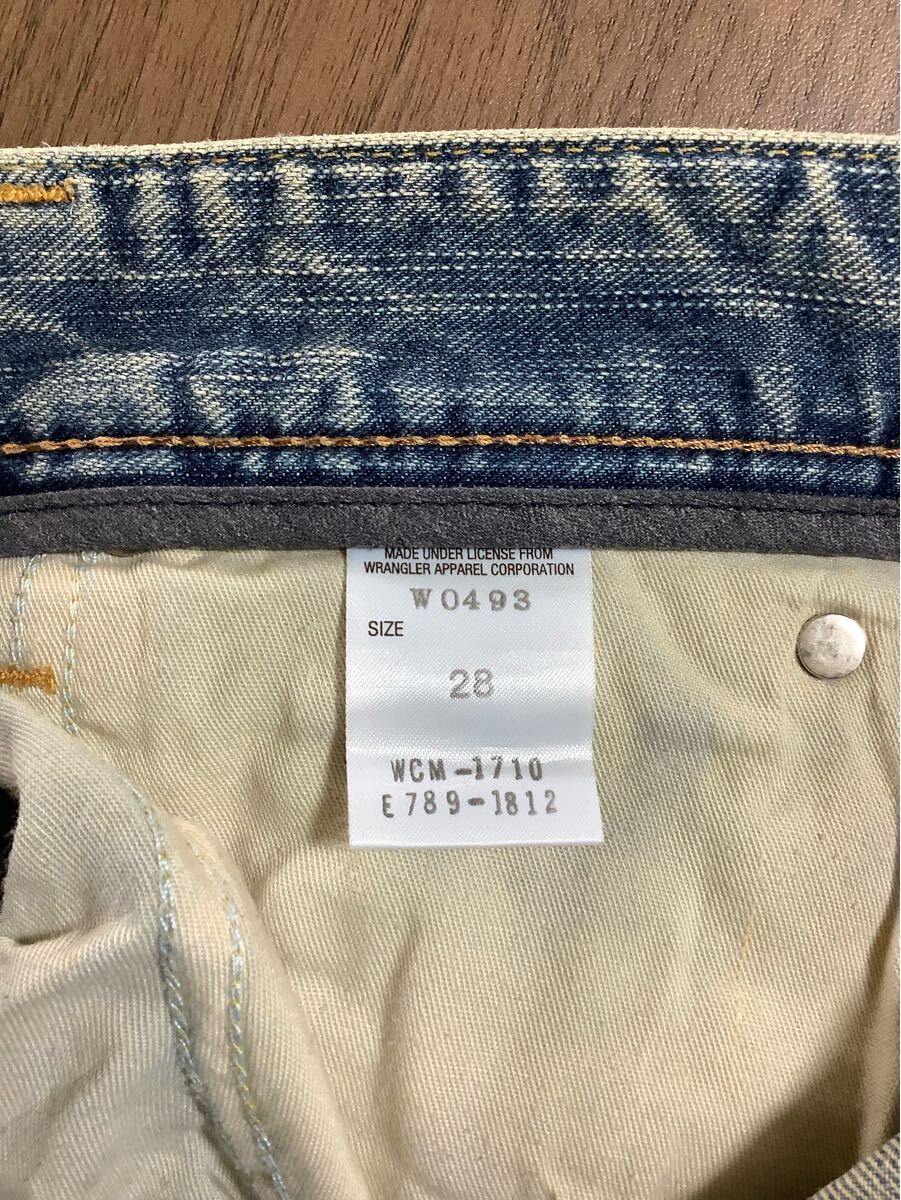 MADE UNDER LICENSE FROM
WRANGLER APPAREL CORPORATION
W0493
SIZE
28
WCM-1710
E789-1812